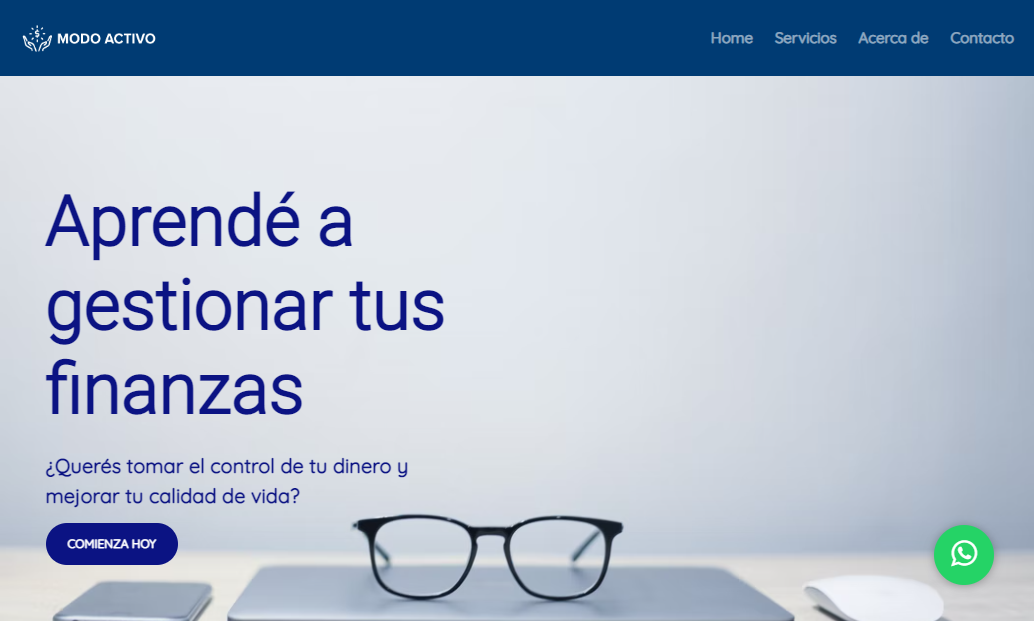 MODO ACTIVO
Home Servicios Acerca de Contacto
Aprendé a
gestionar tus
finanzas
¿Querés tomar el control de tu dinero y
mejorar tu calidad de vida?
COMIENZA HOY